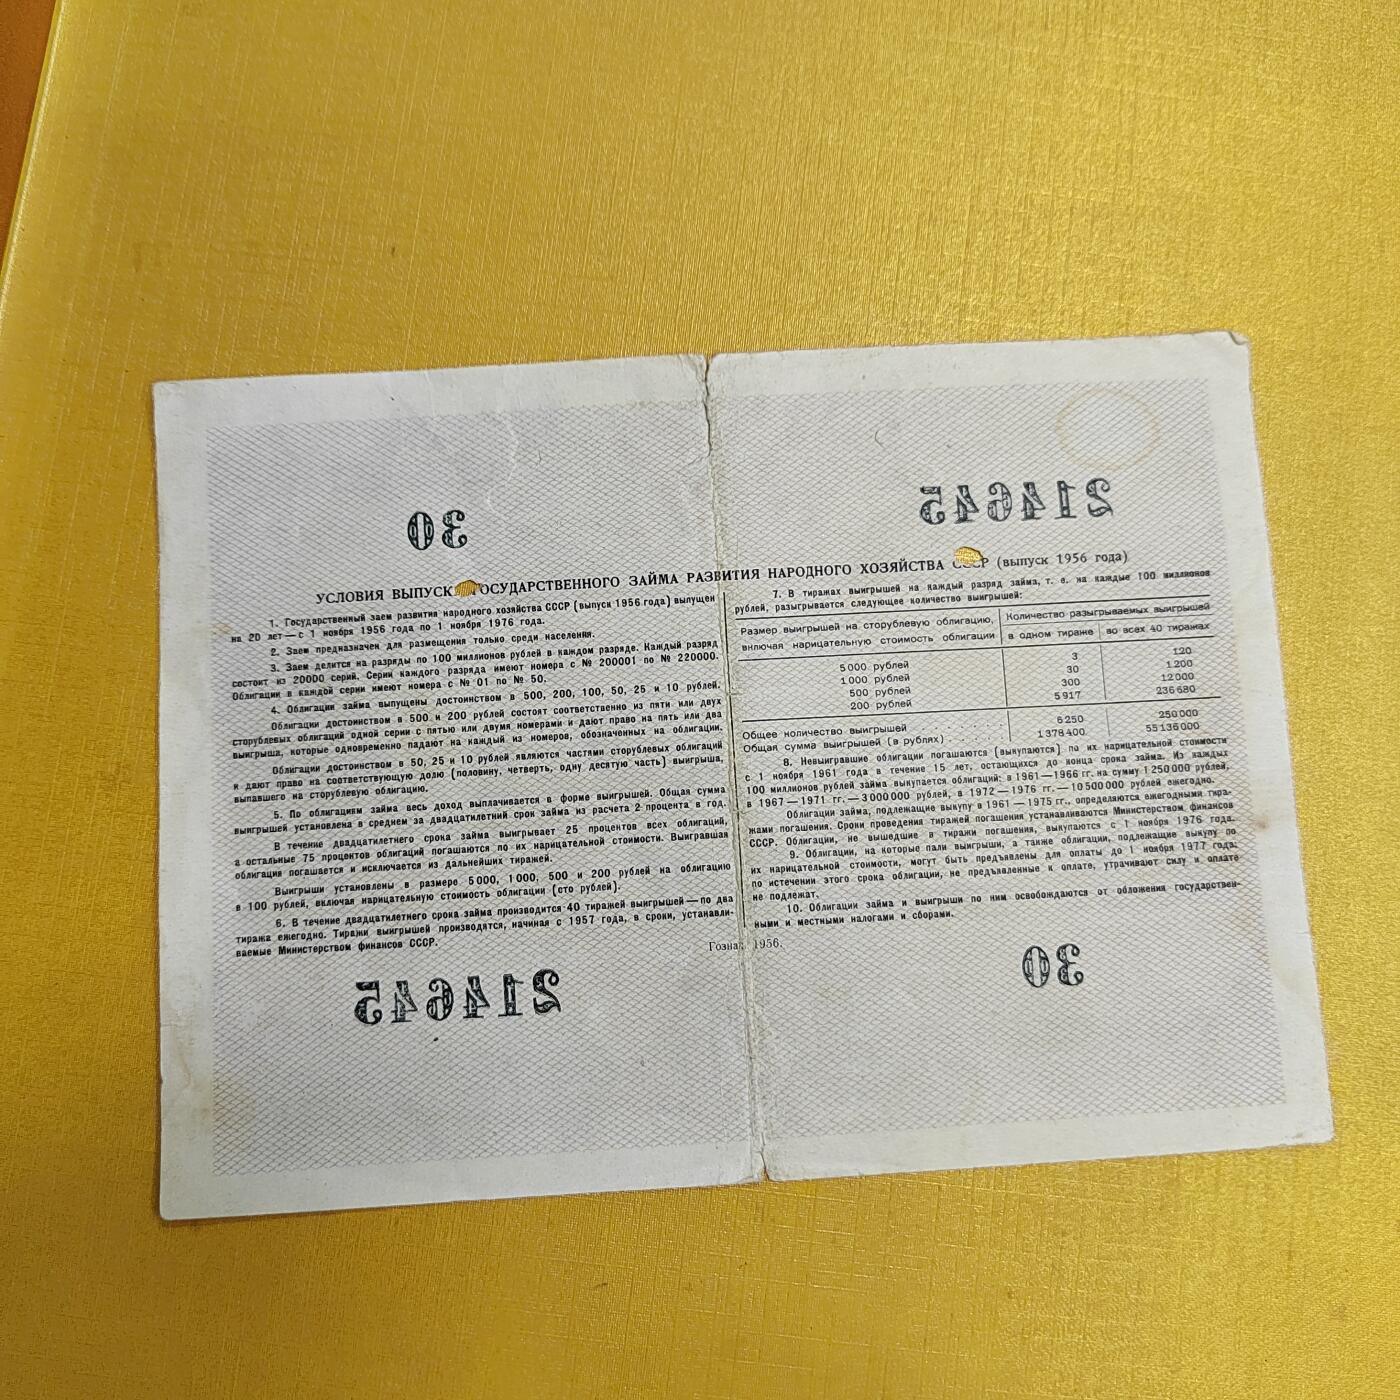 30
214645
УСЛОВИЯ ВЫПУСКА ГОСУДАРСТВЕННОГО ЗАЙМА РАЗВИТИЯ НАРОДНОГО ХОЗЯЙСТВА СССР (выпуск 1956 года)
1. Государственный заем развития народного хозяйства СССР (выпуск 1956 года) выпущен
на 20 лет — с 1 ноября 1956 года по 1 ноября 1976 года.
2. Заем предназначен для размещения только среди населения.
3. Заем делится на разряды по 100 миллионов рублей в каждом разряде. Каждый разряд
состоит из 20000 серий. Серии каждого разряда имеют номера с № 200001 по № 220000.
Облигации в каждой серии имеют номера с № 01 по № 50.
4. Облигации займа выпущены достоинством в 500, 200, 100, 50, 25 и 10 рублей.
Облигации достоинством в 500 и 200 рублей состоят соответственно из пяти или двух
сторублевых облигаций одной серии с пятью или двумя номерами и дают право на пять или два
выигрыша, которые одновременно падают на каждый из номеров, обозначенных на облигации.
Облигации достоинством в 50, 25 и 10 рублей являются частями сторублевых облигаций
и дают право на соответствующую долю (половину, четверть, одну десятую часть) выигрыша,
выпавшего на сторублевую облигацию.
5. По облигациям займа весь доход выплачивается в форме выигрышей. Общая сумма
выигрышей установлена в среднем за двадцатилетний срок займа из расчета 2 процента в год.
В течение двадцатилетнего срока займа выигрывает 25 процентов всех облигаций,
а остальные 75 процентов облигаций погашаются по их нарицательной стоимости. Выигравшая
облигация погашается и исключается из дальнейших тиражей.
Выигрыши установлены в размере 5000, 1000, 500 и 200 рублей на облигацию
в 100 рублей, включая нарицательную стоимость облигации (сто рублей).
6. В течение двадцатилетнего срока займа производится 40 тиражей выигрышей — по два
тиража ежегодно. Тиражи выигрышей производятся, начиная с 1957 года, в сроки, устанавли-
ваемые Министерством финансов СССР.
7. В тиражах выигрышей на каждый разряд займа, т. е. на каждые 100 миллионов
рублей, разыгрывается следующее количество выигрышей:
Размер выигрышей на сторублевую облигацию, включая нарицательную стоимость облигации
Количество разыгрываемых выигрышей
в одном тираже во всех 40 тиражах
5000 рублей 3 120
1000 рублей 30 1200
500 рублей 300 12000
200 рублей 5917 236680
Общее количество выигрышей 6250 250000
Общая сумма выигрышей (в рублях) . . . 1378400 55136000
8. Невыигравшие облигации погашаются (выкупаются) по их нарицательной стоимости
с 1 ноября 1961 года в течение 15 лет, остающихся до конца срока займа. Из каждых
100 миллионов рублей займа выкупается облигаций: в 1961—1966 гг. на сумму 1250000 рублей,
в 1967—1971 гг. — 3000000 рублей, в 1972—1976 гг. — 10500000 рублей ежегодно.
Облигации займа, подлежащие выкупу в 1961—1975 гг., определяются ежегодными тира-
жами погашения. Сроки проведения тиражей погашения устанавливаются Министерством финансов
СССР. Облигации, не вышедшие в тиражи погашения, выкупаются с 1 ноября 1976 года.
9. Облигации, на которые пали выигрыши, а также облигации, подлежащие выкупу по
их нарицательной стоимости, могут быть предъявлены для оплаты до 1 ноября 1977 года;
по истечении этого срока облигации, не предъявленные к оплате, утрачивают силу и оплате
не подлежат.
10. Облигации займа и выигрыши по ним освобождаются от обложения государствен-
ными и местными налогами и сборами.
Гознак 1956.
214645
30